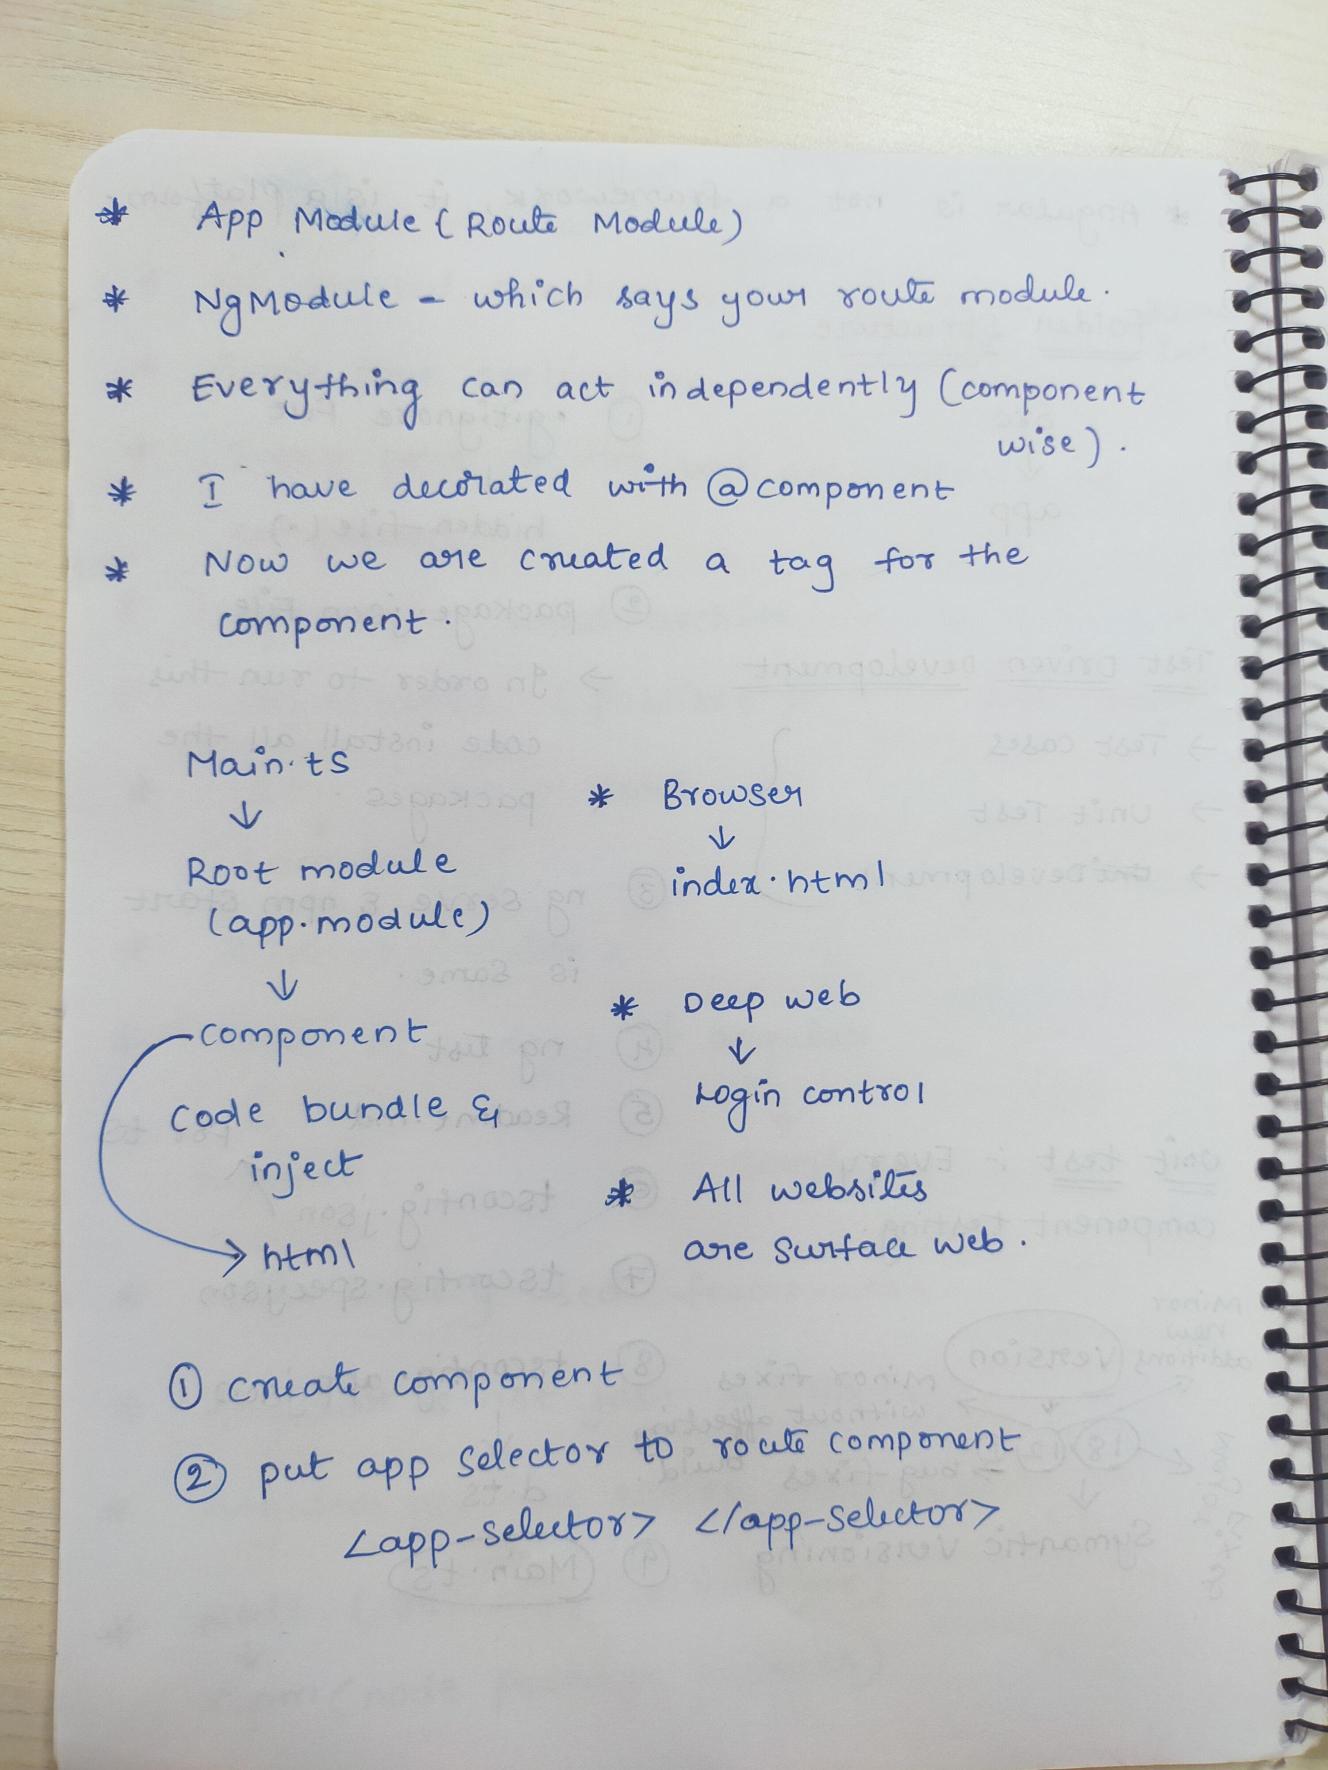 * App Module (Route Module)
* NgModule - which says your route module.
* Everything can act independently (component
wise).
* I have decorated with @component
* Now we are created a tag for the
component.
Main.ts
↓
Root module
(app.module)
↓
component
code bundle &
inject
html
* Browser
↓
index.html
* Deep web
↓
Login control
* All websites
are surface web.
① create component
② put app selector to route component
<app-selector> </app-selector>